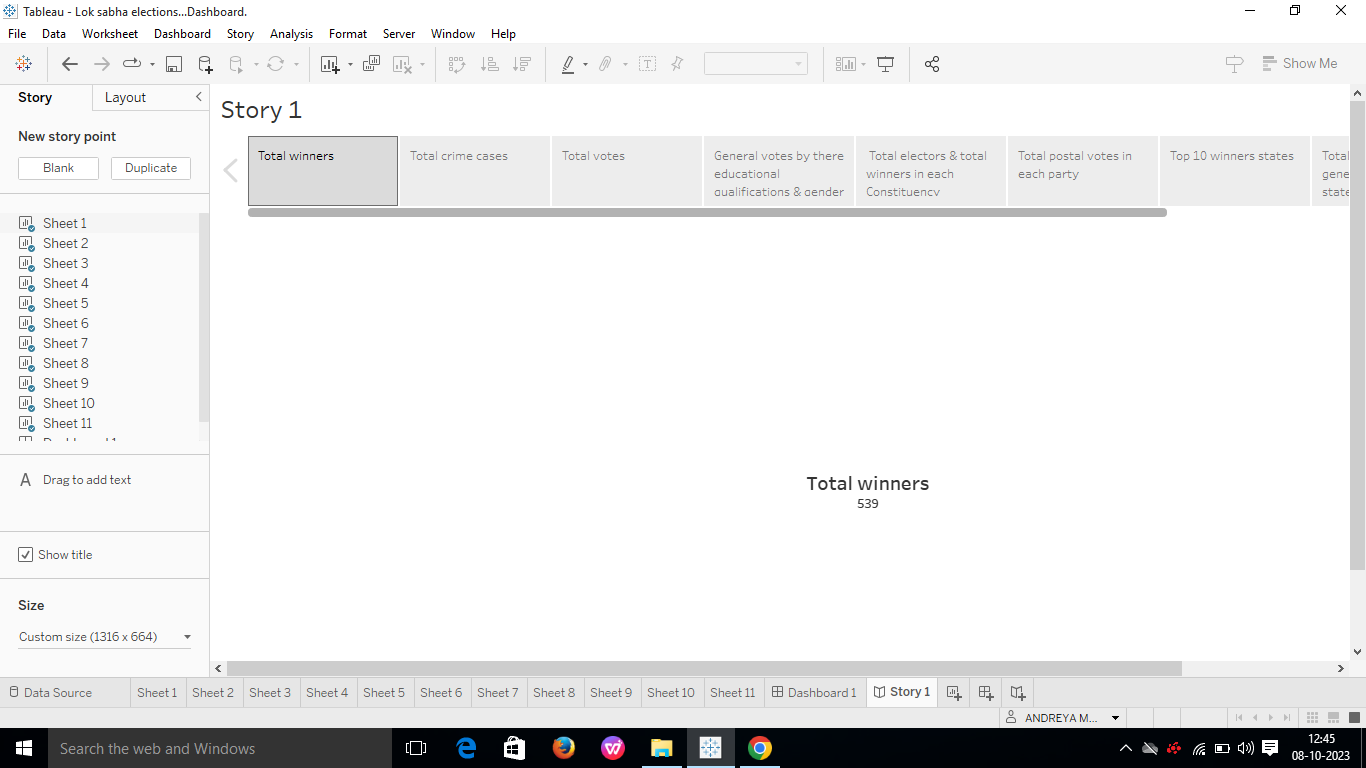 Tableau - Lok sabha elections...Dashboard.
File Data Worksheet Dashboard Story Analysis Format Server Window Help
Show Me
Story Layout
New story point
Blank Duplicate
Sheet 1
Sheet 2
Sheet 3
Sheet 4
Sheet 5
Sheet 6
Sheet 7
Sheet 8
Sheet 9
Sheet 10
Sheet 11
A Drag to add text
Show title
Size
Custom size (1316 x 664)
Story 1
Total winners
Total crime cases
Total votes
General votes by there
educational
qualifications & gender
Total electors & total
winners in each
Constituency
Total postal votes in
each party
Top 10 winners states
Total
gene
state
Total winners
539
Data Source Sheet 1 Sheet 2 Sheet 3 Sheet 4 Sheet 5 Sheet 6 Sheet 7 Sheet 8 Sheet 9 Sheet 10 Sheet 11 Dashboard 1 Story 1
ANDREYA M...
Search the web and Windows
12:45
08-10-2023